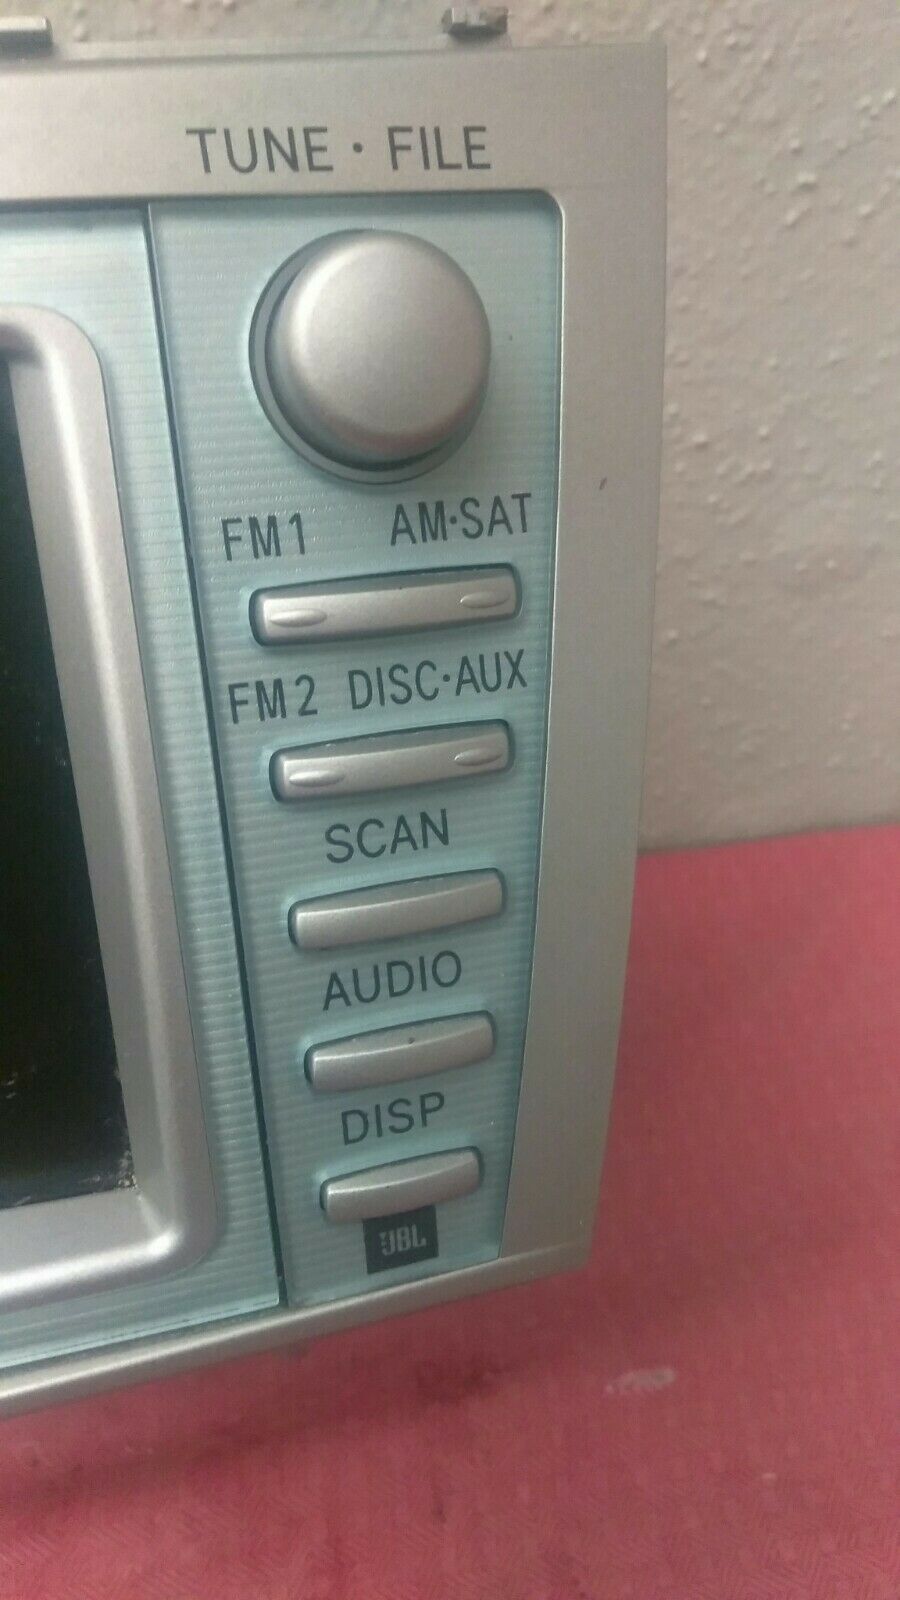 TUNE · FILE
FM1 AM·SAT
FM2 DISC·AUX
SCAN
AUDIO
DISP
JBL